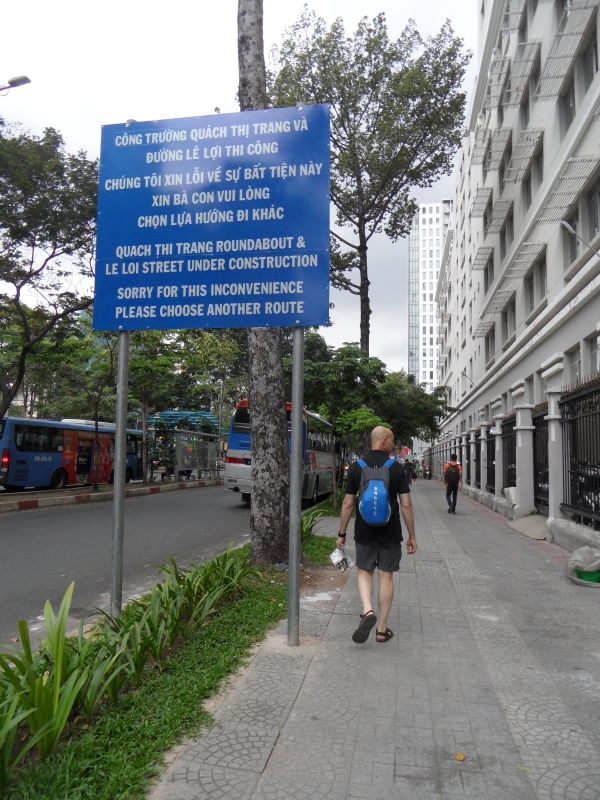 CÔNG TRƯỜNG QUÁCH THỊ TRANG VÀ
ĐƯỜNG LÊ LỢI THI CÔNG
CHÚNG TÔI XIN LỖI VỀ SỰ BẤT TIỆN NÀY
XIN BÀ CON VUI LÒNG
CHỌN LỰA HƯỚNG ĐI KHÁC
QUACH THI TRANG ROUNDABOUT &
LE LOI STREET UNDER CONSTRUCTION
SORRY FOR THIS INCONVENIENCE
PLEASE CHOOSE ANOTHER ROUTE